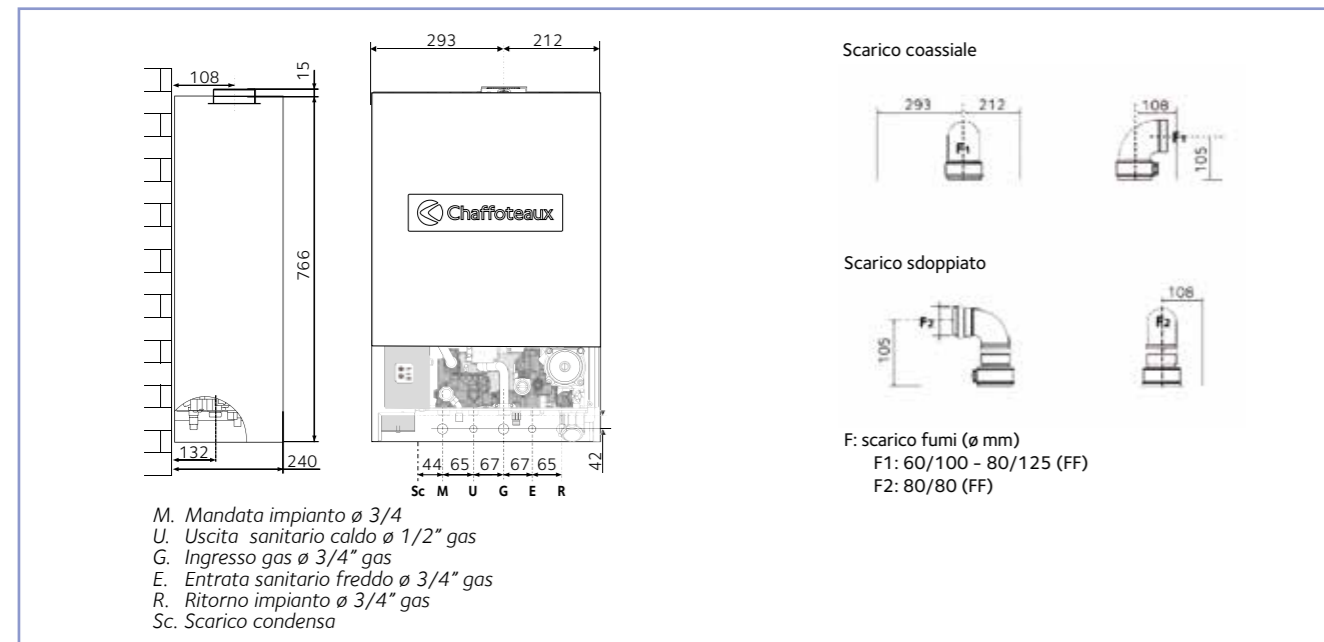 293 212
108
15
766
Chaffoteaux
132
240
44 65 67 67 65
42
Sc M U G E R
M. Mandata impianto ø 3/4
U. Uscita sanitario caldo ø 1/2” gas
G. Ingresso gas ø 3/4” gas
E. Entrata sanitario freddo ø 3/4” gas
R. Ritorno impianto ø 3/4” gas
Sc. Scarico condensa
Scarico coassiale
293 212
F1
108
105
Scarico sdoppiato
F2
105
108
F2
F: scarico fumi (ø mm)
F1: 60/100 - 80/125 (FF)
F2: 80/80 (FF)